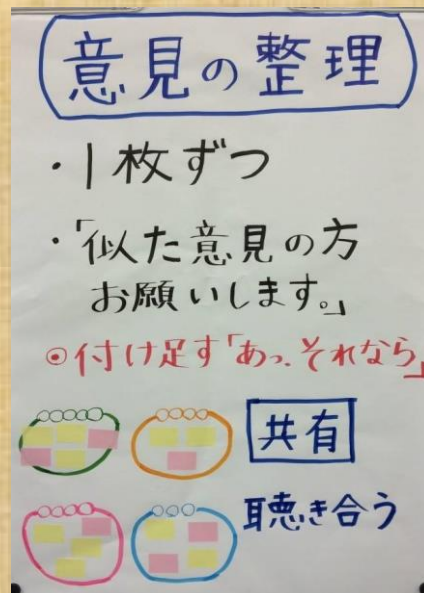 意見の整理
・1枚ずつ
・「似た意見の方
お願いします。」
◎付け足す「あっ、それなら」
共有
聴き合う